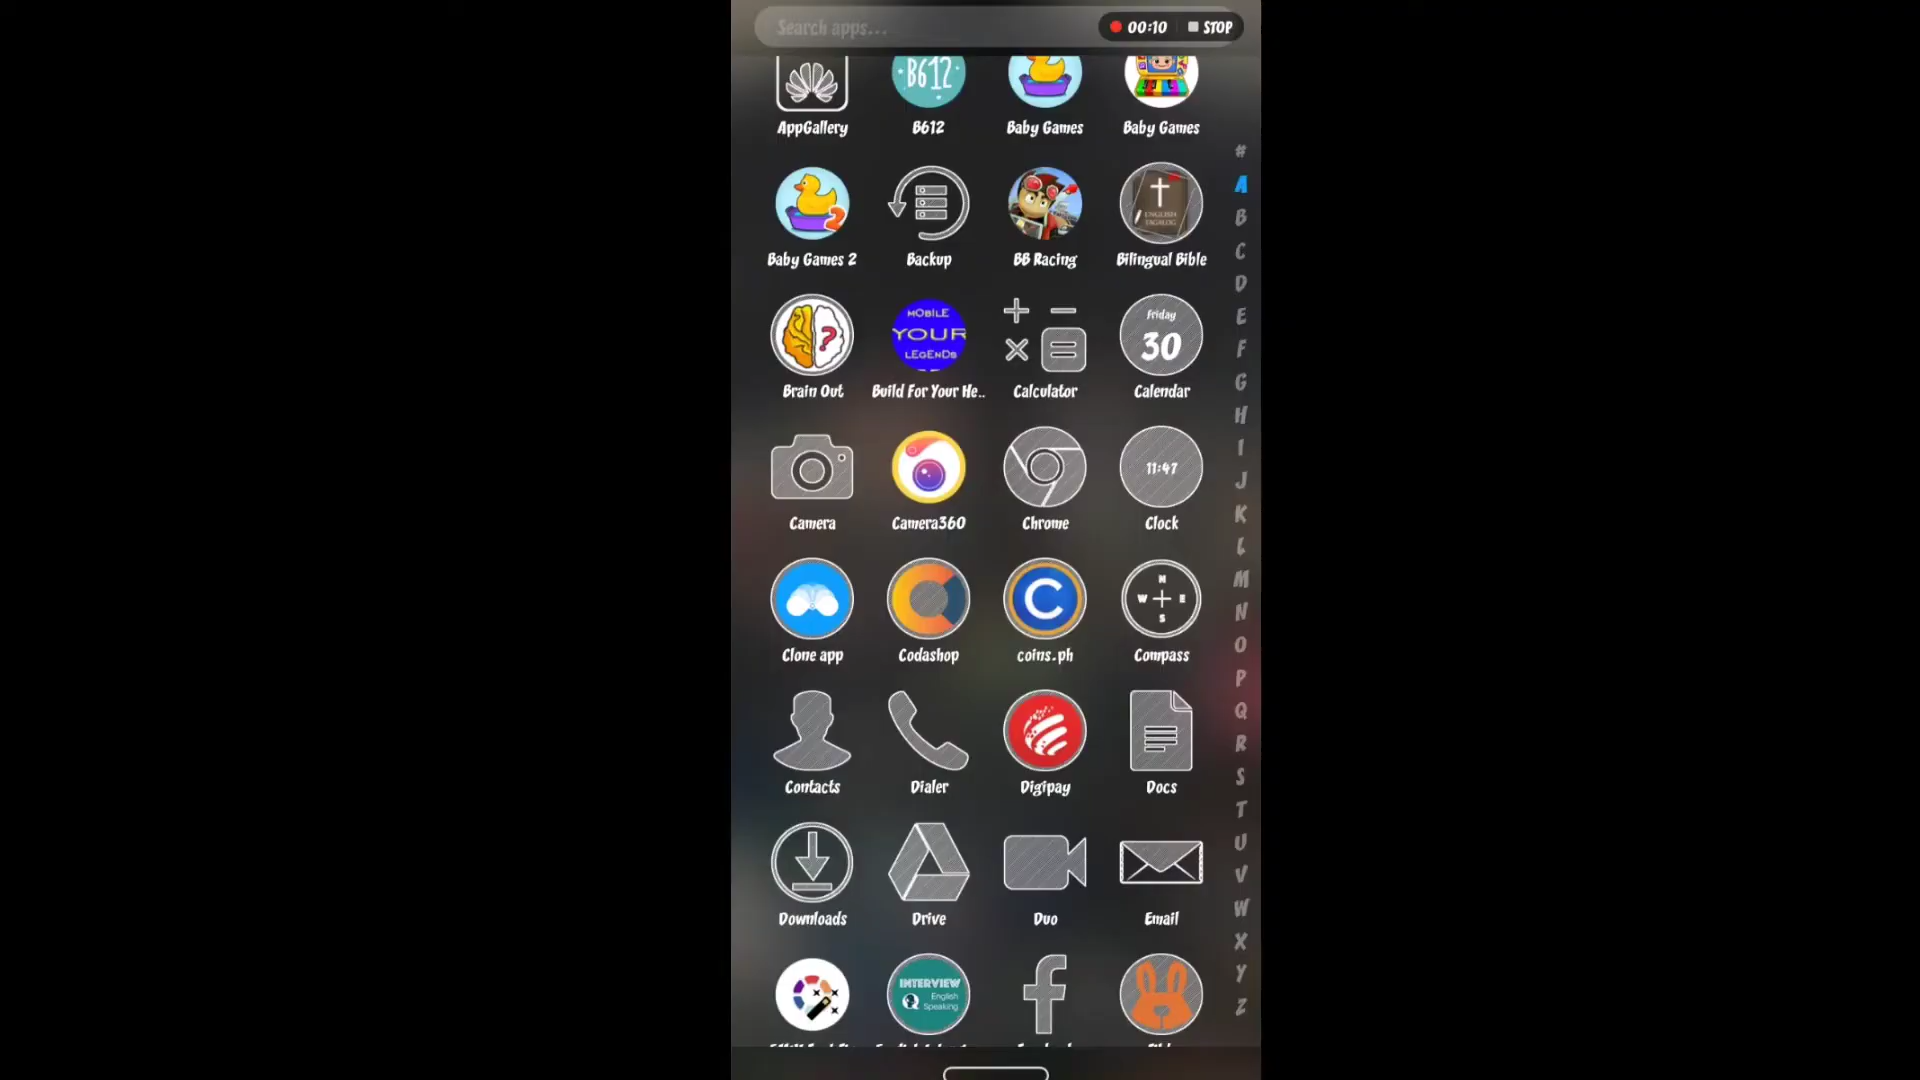 Search apps...
00:10 STOP
B612
AppGallery B612 Baby Games Baby Games
ENGLISH
TAGALOG
Baby Games 2 Backup BB Racing Bilingual Bible
MOBILE
YOUR
LEGENDS
Friday
30
Brain Out Build For Your He.. Calculator Calendar
11:47
Camera Camera360 Chrome Clock
N
W E
S
Clone app Codashop coins.ph Compass
Contacts Dialer Digipay Docs
Downloads Drive Duo Email
INTERVIEW
English
Speaking
#
A
B
C
D
E
F
G
H
I
J
K
L
M
N
O
P
Q
R
S
T
U
V
W
X
Y
Z